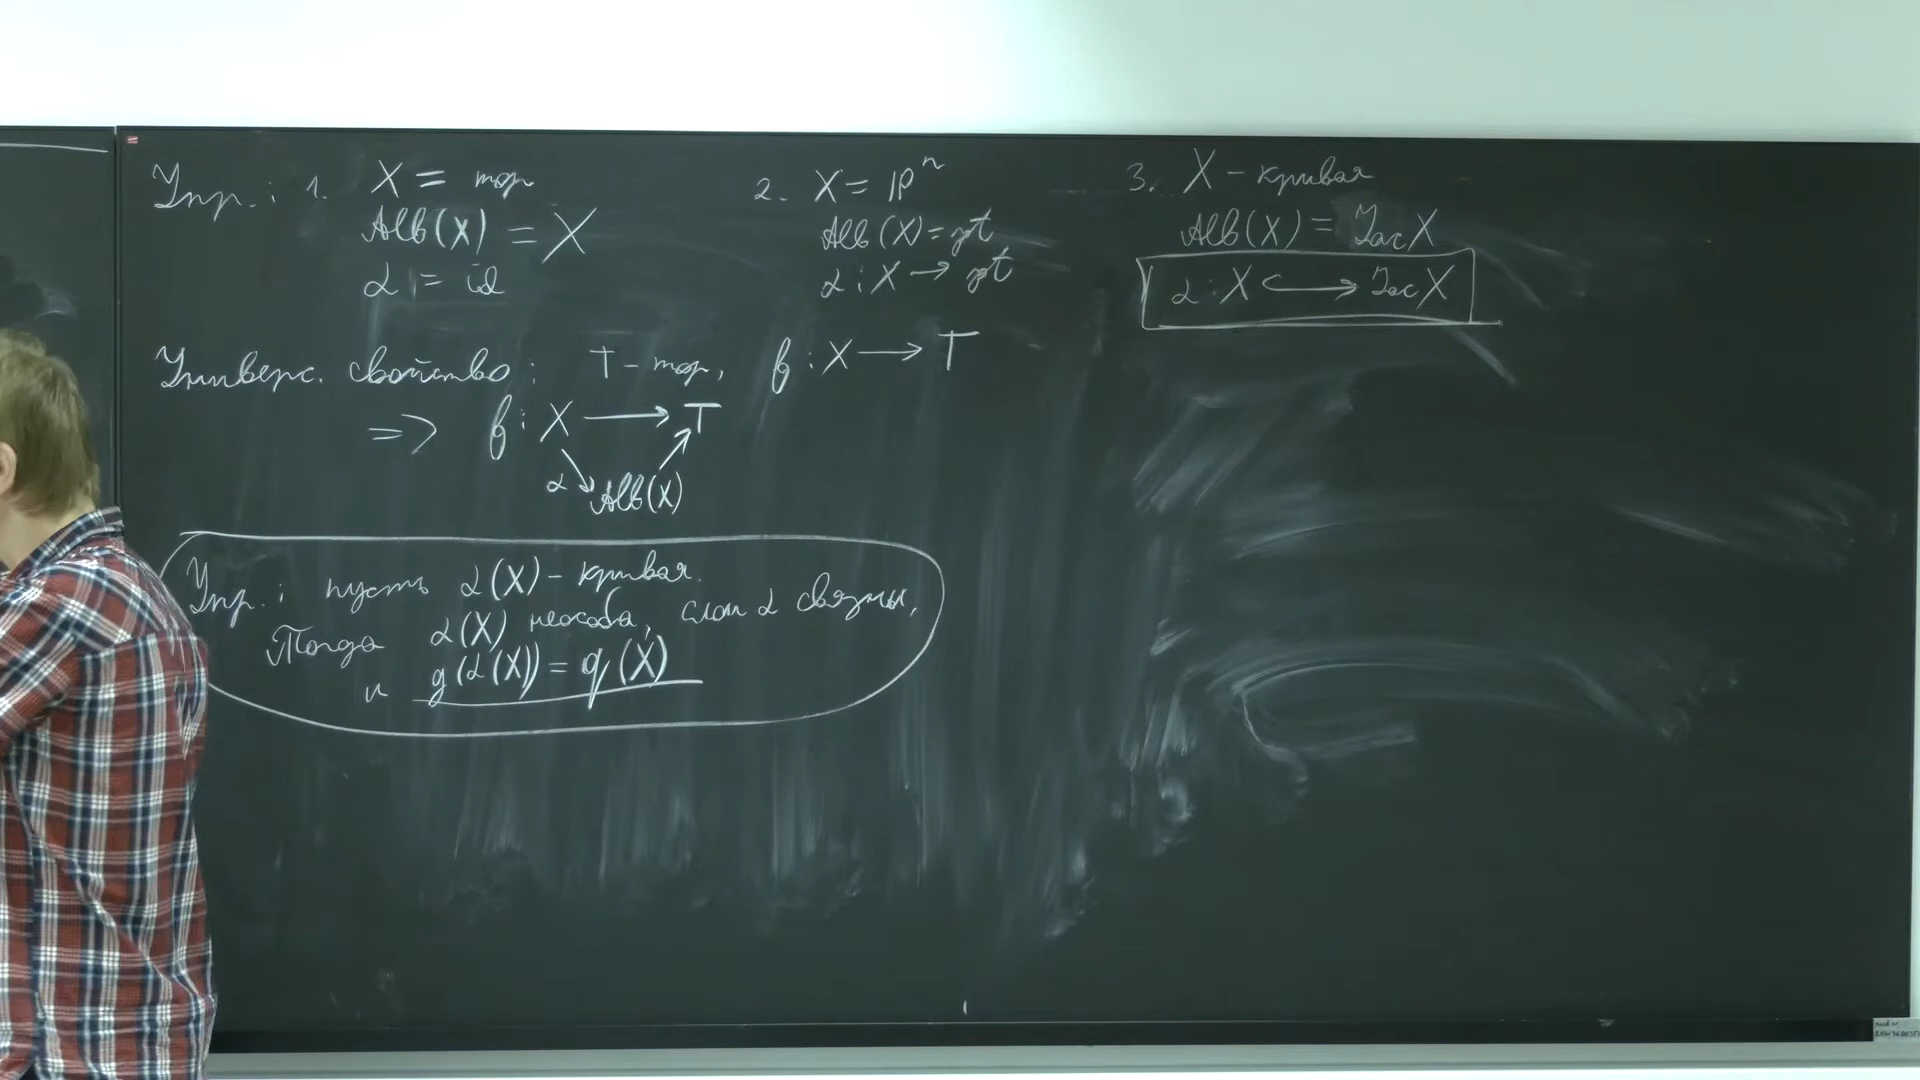 Упр.: 1. X = тор
Alb(X) = X
α = id
2. X = ℙⁿ
Alb(X) = pt
α: X → pt
3. X - кривая
Alb(X) = Jac X
α: X ↪ Jac X
Универс. свойство: T - тор, f: X → T
⇒ f: X → T
α ↘ Alb(X) ↗
Упр.: пусть α(X) - кривая.
Тогда α(X) неособа, слои α связны,
и g(α(X)) = q(X)